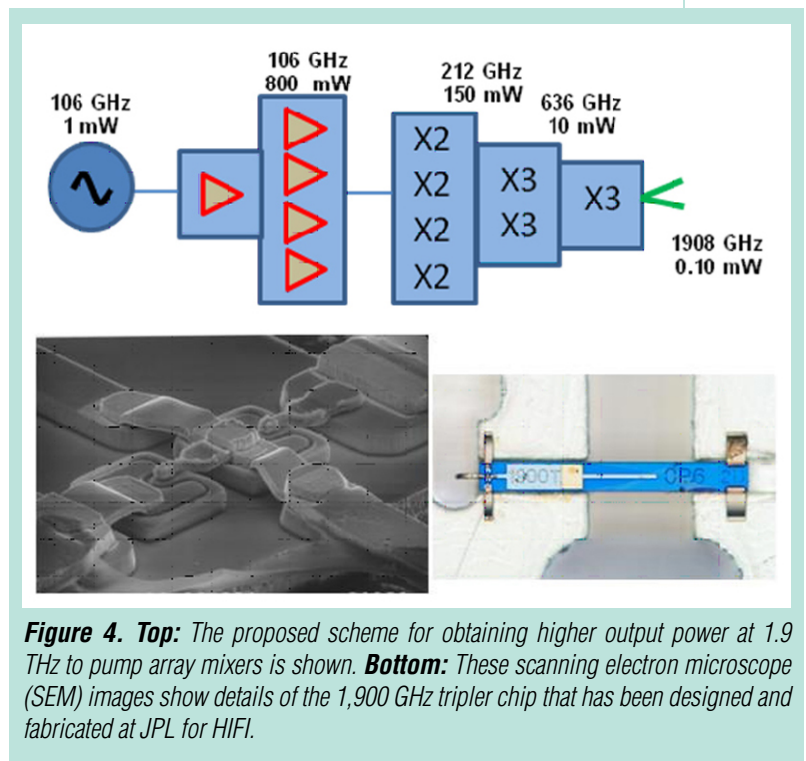 106 GHz
1 mW
106 GHz
800 mW
212 GHz
150 mW
636 GHz
10 mW
X2
X2
X2
X2
X3
X3
X3
1908 GHz
0.10 mW
Figure 4. Top: The proposed scheme for obtaining higher output power at 1.9
THz to pump array mixers is shown. Bottom: These scanning electron microscope
(SEM) images show details of the 1,900 GHz tripler chip that has been designed and
fabricated at JPL for HIFI.